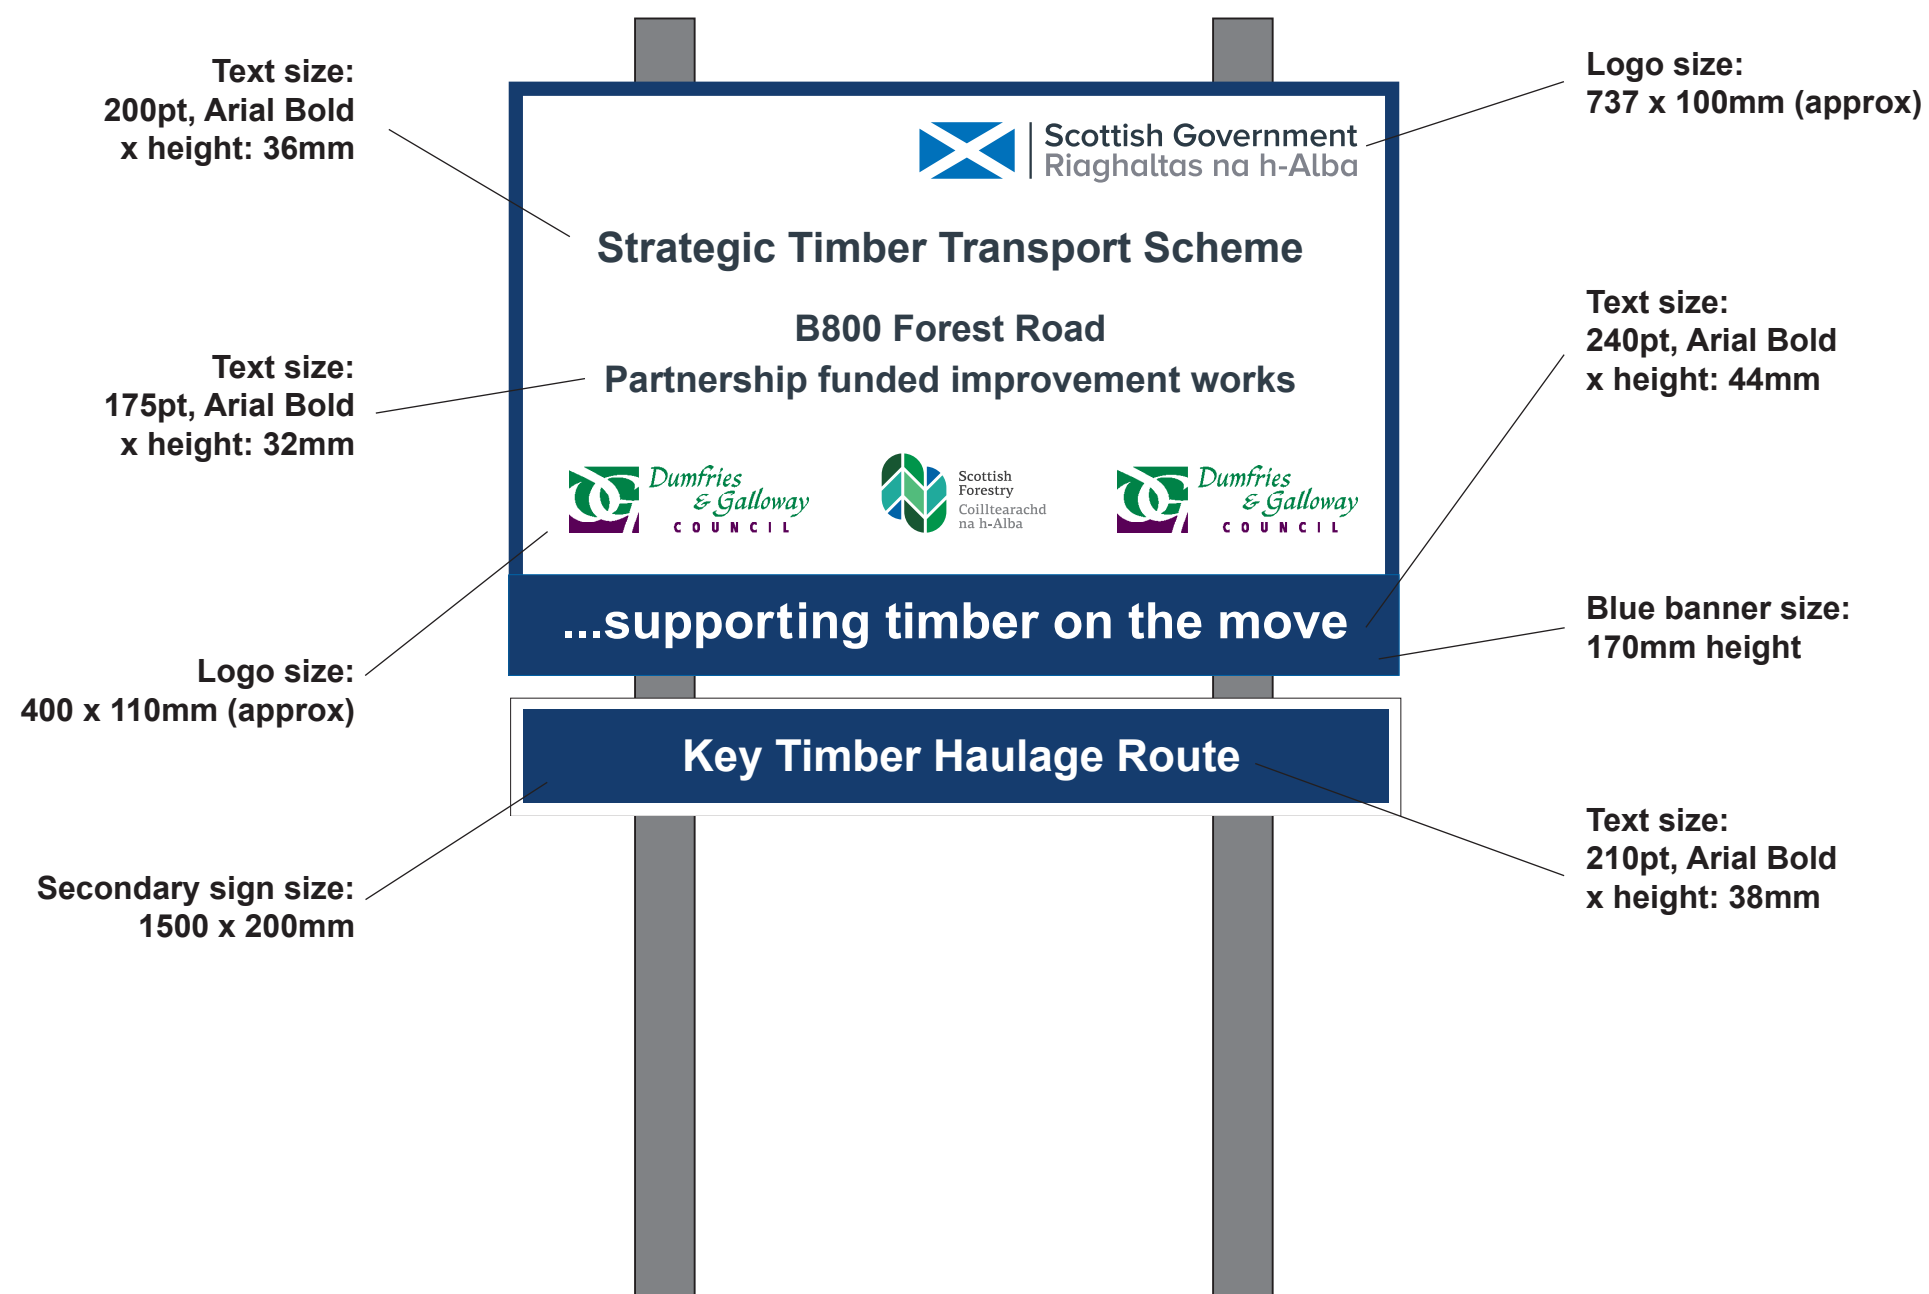 Text size:
200pt, Arial Bold
x height: 36mm
Text size:
175pt, Arial Bold
x height: 32mm
Logo size:
400 x 110mm (approx)
Secondary sign size:
1500 x 200mm
Scottish Government
Riaghaltas na h-Alba
Strategic Timber Transport Scheme
B800 Forest Road
Partnership funded improvement works
Dumfries
& Galloway
COUNCIL
Scottish
Forestry
Coilltearachd
na h-Alba
Dumfries
& Galloway
COUNCIL
...supporting timber on the move
Key Timber Haulage Route
Logo size:
737 x 100mm (approx)
Text size:
240pt, Arial Bold
x height: 44mm
Blue banner size:
170mm height
Text size:
210pt, Arial Bold
x height: 38mm